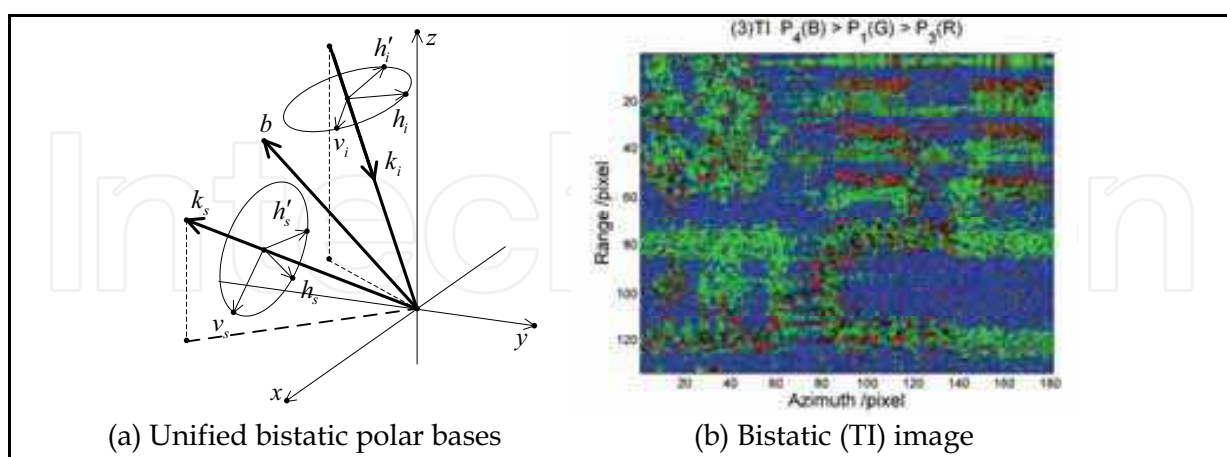 z
h′i
hi
vi
b
ki
ks
h′s
hs
vs
y
x
(3)TI P4(B) > P1(G) > P3(R)
20
40
60
80
100
120
Range /pixel
20 40 60 80 100 120 140 160 180
Azimuth /pixel
(a) Unified bistatic polar bases
(b) Bistatic (TI) image